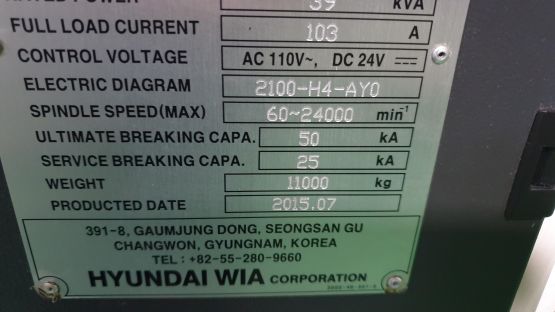 RATED POWER 39 kVA
FULL LOAD CURRENT 103 A
CONTROL VOLTAGE AC 110V~, DC 24V
ELECTRIC DIAGRAM 2100-H4-AY0
SPINDLE SPEED(MAX) 60~24000 min⁻¹
ULTIMATE BREAKING CAPA. 50 kA
SERVICE BREAKING CAPA. 25 kA
WEIGHT 11000 kg
PRODUCTED DATE 2015.07
391-8, GAUMJUNG DONG, SEONGSAN GU
CHANGWON, GYUNGNAM, KOREA
TEL : +82-55-280-9660
HYUNDAI WIA CORPORATION